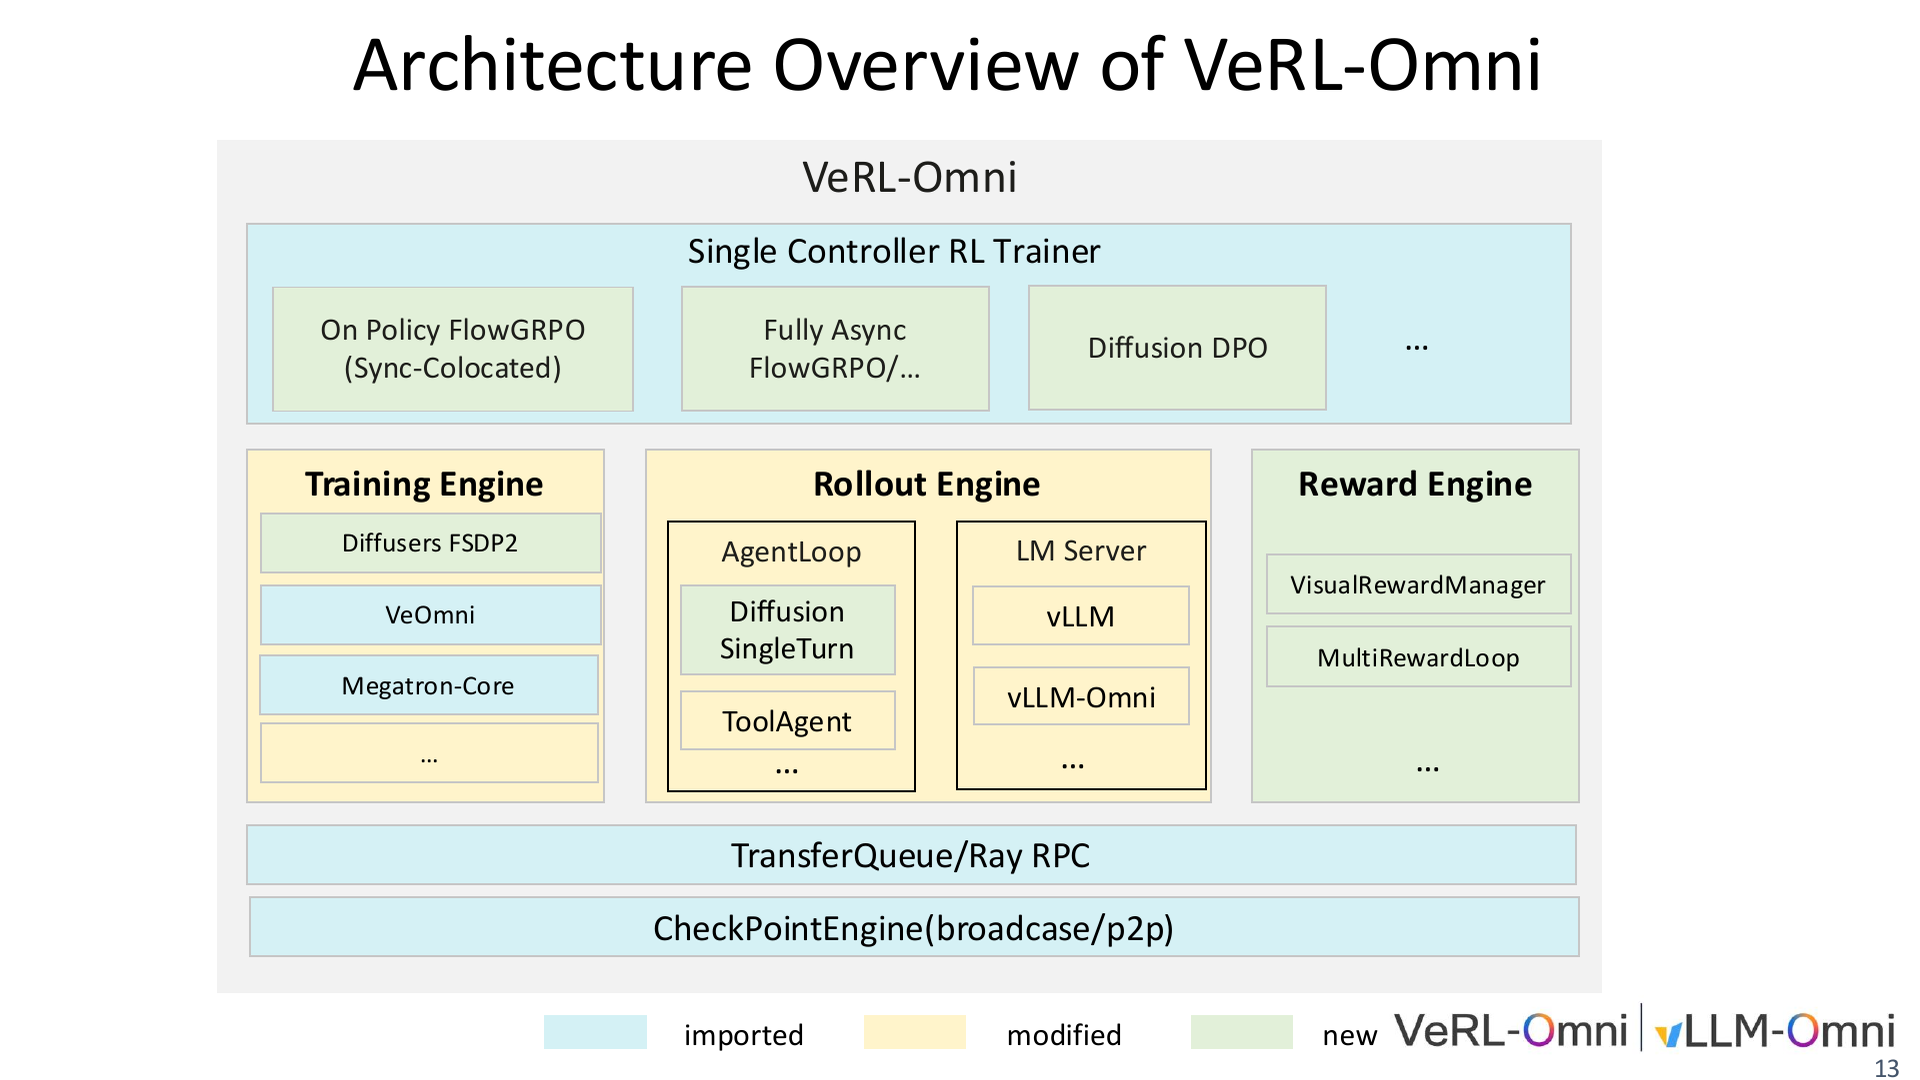 Architecture Overview of VeRL-Omni
VeRL-Omni
Single Controller RL Trainer
On Policy FlowGRPO
(Sync-Colocated)
Fully Async
FlowGRPO/...
Diffusion DPO
...
Training Engine
Diffusers FSDP2
VeOmni
Megatron-Core
...
Rollout Engine
AgentLoop
Diffusion
SingleTurn
ToolAgent
...
LM Server
vLLM
vLLM-Omni
...
Reward Engine
VisualRewardManager
MultiRewardLoop
...
TransferQueue/Ray RPC
CheckPointEngine(broadcase/p2p)
imported
modified
new
VeRL-Omni
vLLM-Omni
13